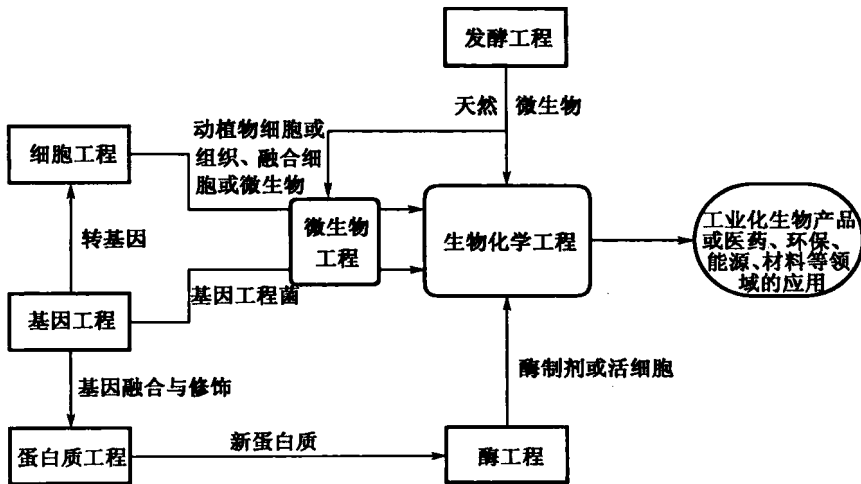 发酵工程
天然 微生物
细胞工程
动植物细胞或
组织、融合细
胞或微生物
微生物
工程
生物化学工程
工业化生物产品
或医药、环保、
能源、材料等领
域的应用
转基因
基因工程
基因工程菌
基因融合与修饰
酶制剂或活细胞
蛋白质工程
新蛋白质
酶工程